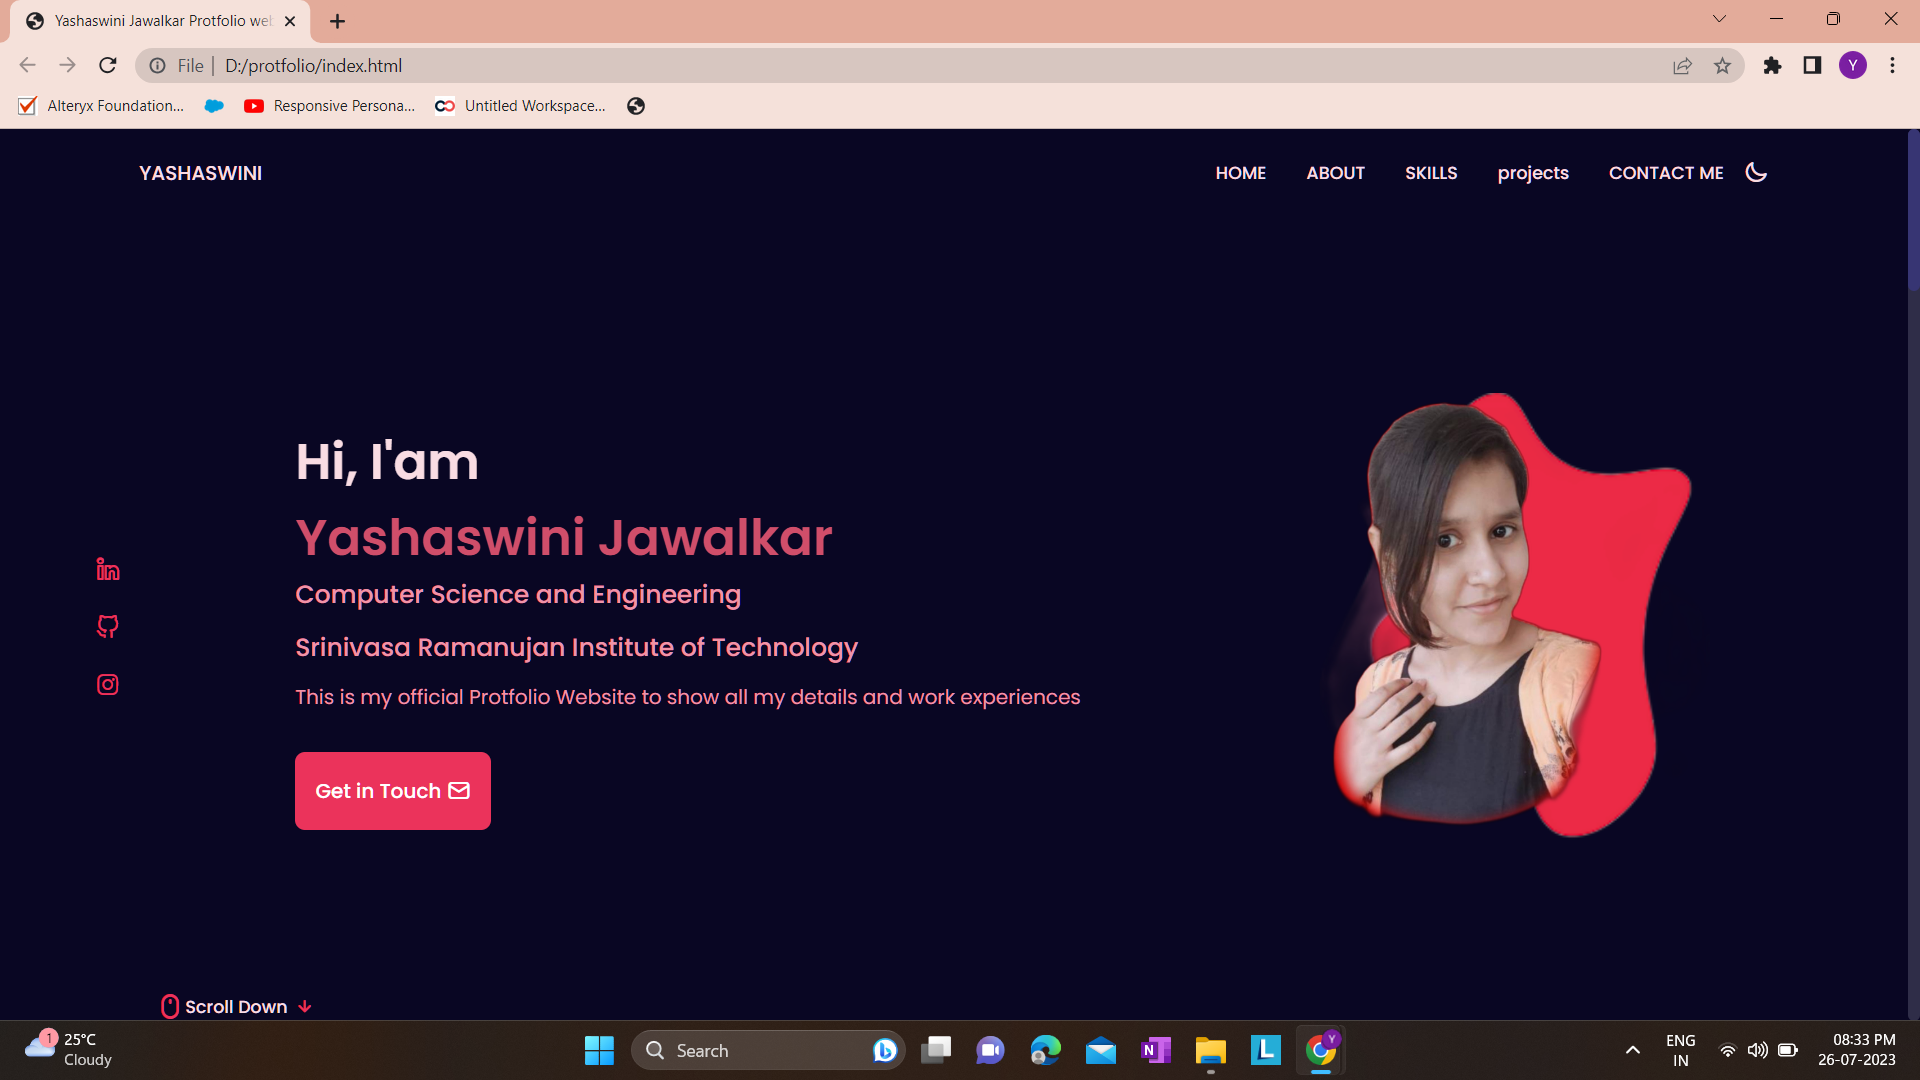 Yashaswini Jawalkar Protfolio we
File
D:/protfolio/index.html
Y
Alteryx Foundation...
Responsive Persona...
Untitled Workspace...
YASHASWINI
HOME
ABOUT
SKILLS
projects
CONTACT ME
Hi, I'am
Yashaswini Jawalkar
Computer Science and Engineering
Srinivasa Ramanujan Institute of Technology
This is my official Protfolio Website to show all my details and work experiences
Get in Touch
Scroll Down
1
25°C
Cloudy
Search
N
L
Y
ENG
IN
08:33 PM
26-07-2023